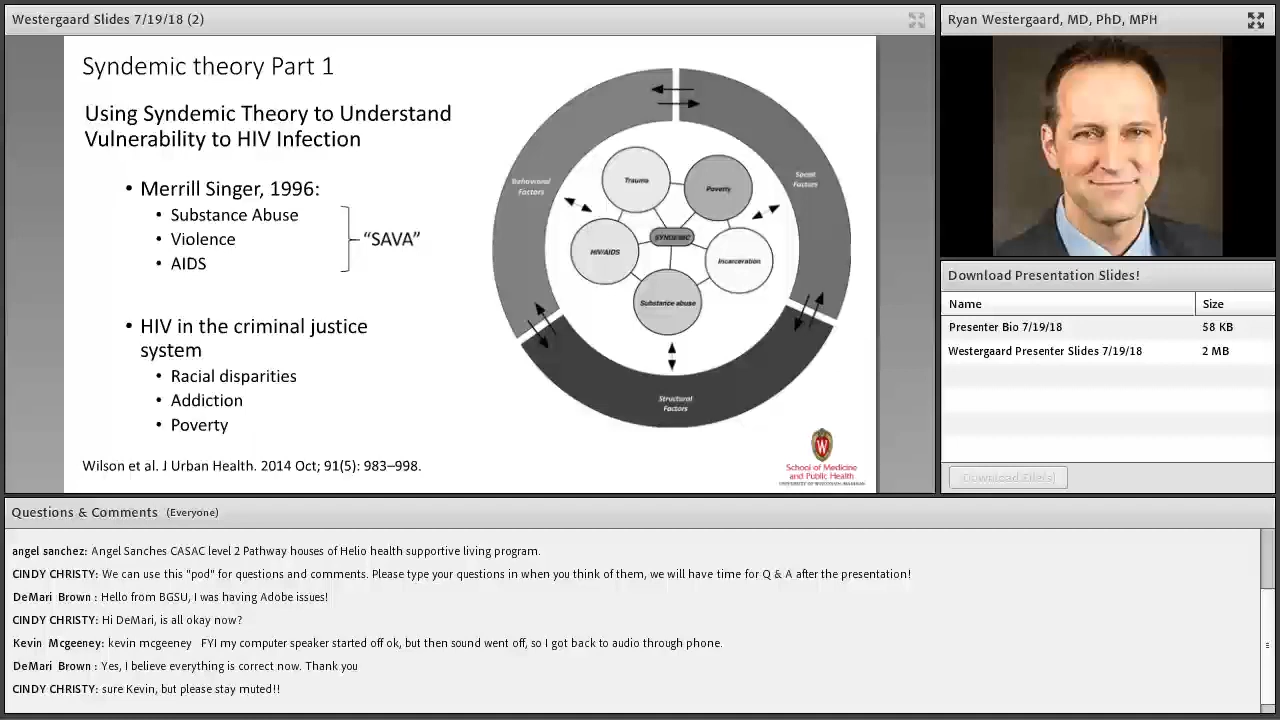 Westergaard Slides 7/19/18 (2)
Syndemic theory Part 1
Using Syndemic Theory to Understand
Vulnerability to HIV Infection
• Merrill Singer, 1996:
• Substance Abuse
• Violence
• AIDS
“SAVA”
• HIV in the criminal justice
system
• Racial disparities
• Addiction
• Poverty
Wilson et al. J Urban Health. 2014 Oct; 91(5): 983–998.
Behavioural
Factors
Social
Factors
Structural
Factors
Trauma
Poverty
HIV/AIDS
SYNDEMIC
Incarceration
Substance abuse
W
School of Medicine
and Public Health
UNIVERSITY OF WISCONSIN-MADISON
Ryan Westergaard, MD, PhD, MPH
Download Presentation Slides!
Name Size
Presenter Bio 7/19/18 58 KB
Westergaard Presenter Slides 7/19/18 2 MB
Download File(s)
Questions & Comments (Everyone)
angel sanchez: Angel Sanches CASAC level 2 Pathway houses of Helio health supportive living program.
CINDY CHRISTY: We can use this "pod" for questions and comments. Please type your questions in when you think of them, we will have time for Q & A after the presentation!
DeMari Brown : Hello from BGSU, I was having Adobe issues!
CINDY CHRISTY: Hi DeMari, is all okay now?
Kevin Mcgeeney: kevin mcgeeney FYI my computer speaker started off ok, but then sound went off, so I got back to audio through phone.
DeMari Brown : Yes, I believe everything is correct now. Thank you
CINDY CHRISTY: sure Kevin, but please stay muted!!